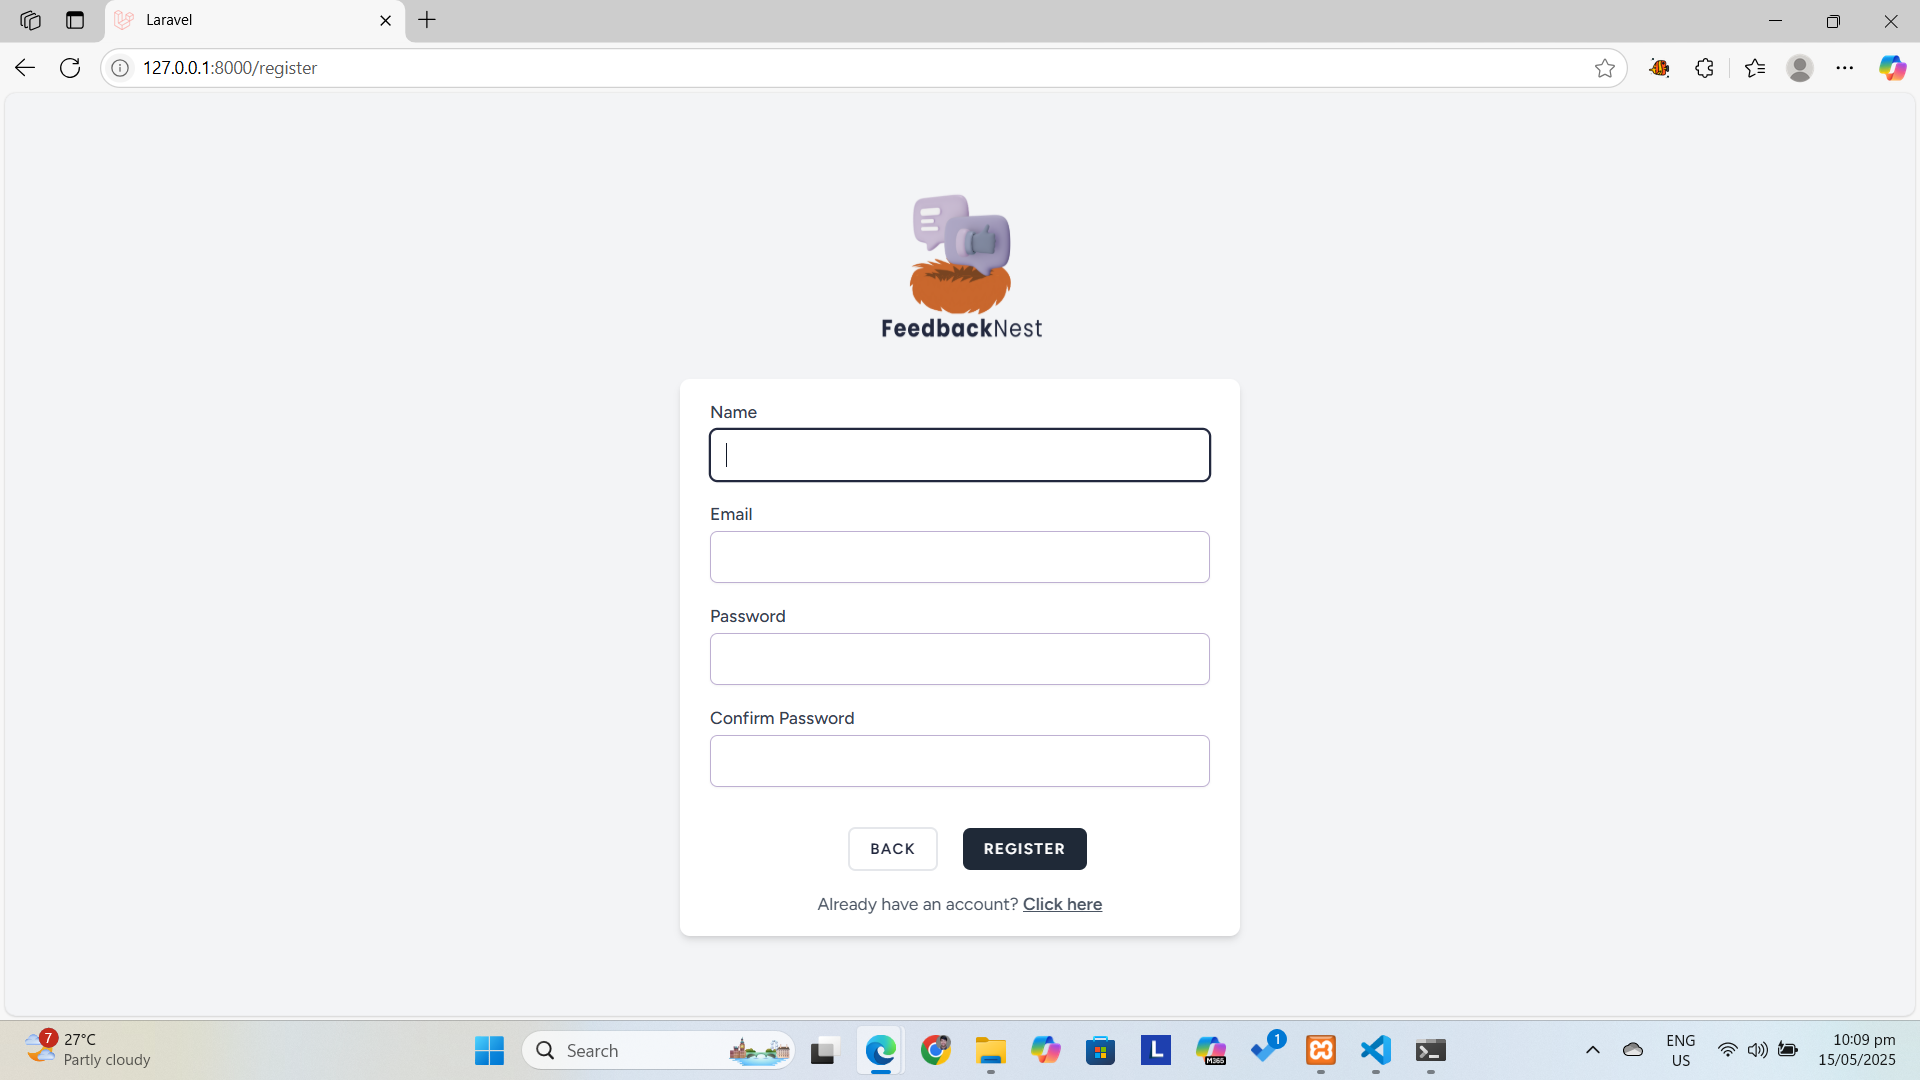 Laravel
127.0.0.1:8000/register
FeedbackNest
Name
Email
Password
Confirm Password
BACK
REGISTER
Already have an account? Click here
7
27°C
Partly cloudy
Search
L
M365
1
ENG
US
10:09 pm
15/05/2025